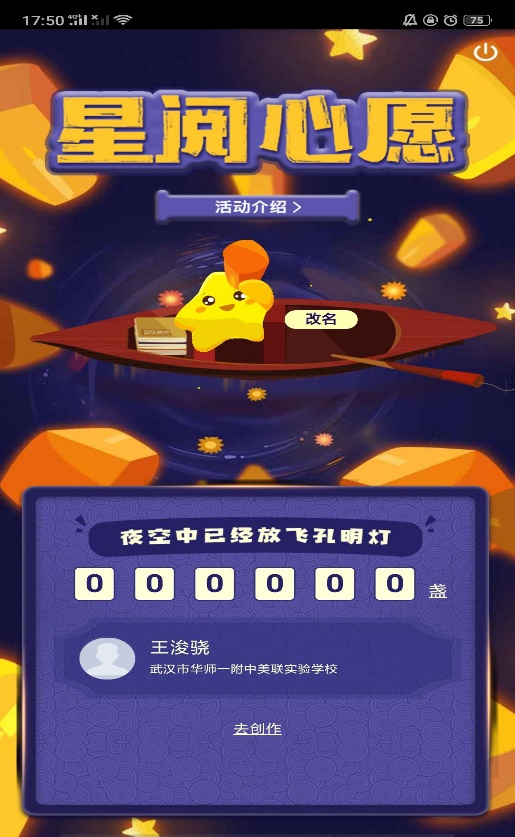 17:50
75
星阅心愿
活动介绍 >
改名
夜空中已经放飞孔明灯
0 0 0 0 0 0 盏
王浚骁
武汉市华师一附中美联实验学校
去创作